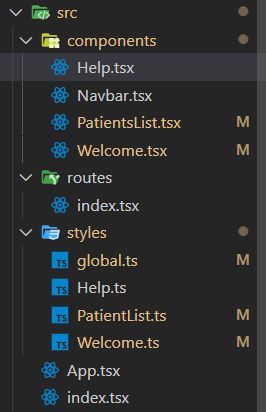 src
components
Help.tsx
Navbar.tsx
PatientsList.tsx M
Welcome.tsx M
routes
index.tsx
styles
TS global.ts M
TS Help.ts
TS PatientList.ts M
TS Welcome.ts M
App.tsx
index.tsx